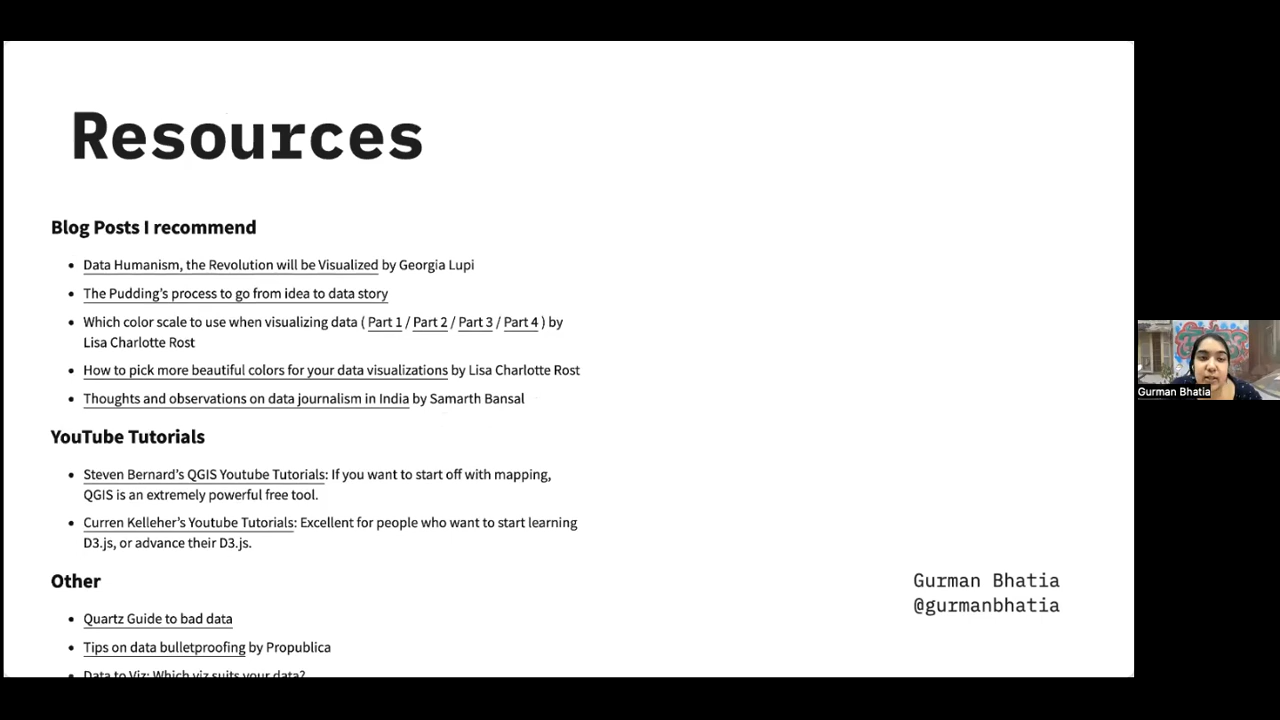 Resources
Blog Posts I recommend
Data Humanism, the Revolution will be Visualized by Georgia Lupi
The Pudding's process to go from idea to data story
Which color scale to use when visualizing data ( Part 1 / Part 2 / Part 3 / Part 4 ) by
Lisa Charlotte Rost
How to pick more beautiful colors for your data visualizations by Lisa Charlotte Rost
Thoughts and observations on data journalism in India by Samarth Bansal
YouTube Tutorials
Steven Bernard's QGIS Youtube Tutorials: If you want to start off with mapping,
QGIS is an extremely powerful free tool.
Curren Kelleher's Youtube Tutorials: Excellent for people who want to start learning
D3.js, or advance their D3.js.
Other
Quartz Guide to bad data
Tips on data bulletproofing by Propublica
Data to Viz: Which viz suits your data?
Gurman Bhatia
@gurmanbhatia
Gurman Bhatia